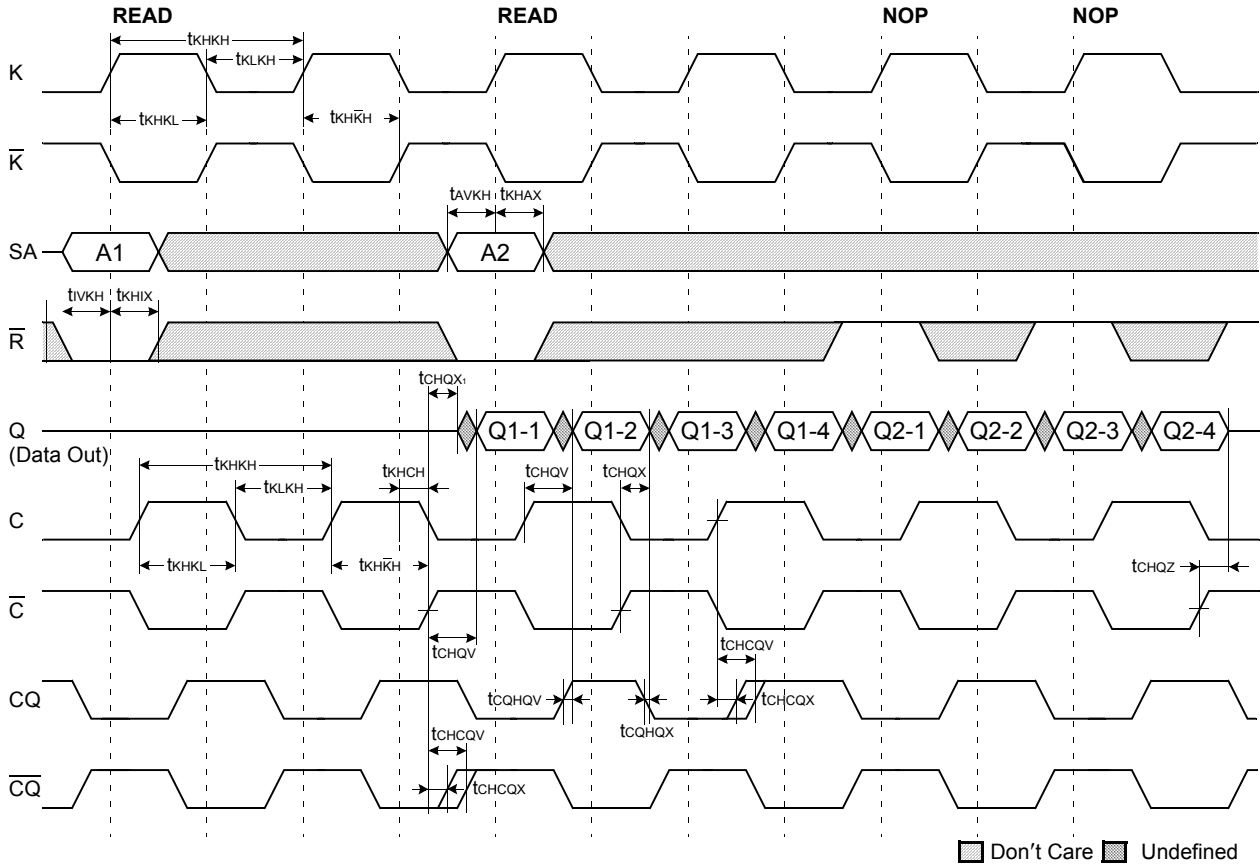 READ READ NOP NOP
tKHKH
tKLKH
K
tKHKL tKHK̅H
K̅
tAVKH tKHAX
SA A1 A2
tIVKH tKHIX
R̅
tCHQX1
Q Q1-1 Q1-2 Q1-3 Q1-4 Q2-1 Q2-2 Q2-3 Q2-4
(Data Out)
tKHKH tKHCH tCHQV tCHQX
tKLKH
C
tKHKL tKHK̅H tCHQZ
C̅
tCHQV tCHCQV
CQ tCQHQV tCHCQX
tCHCQV tCQHQX
C̅Q̅ tCHCQX
Don't Care Undefined